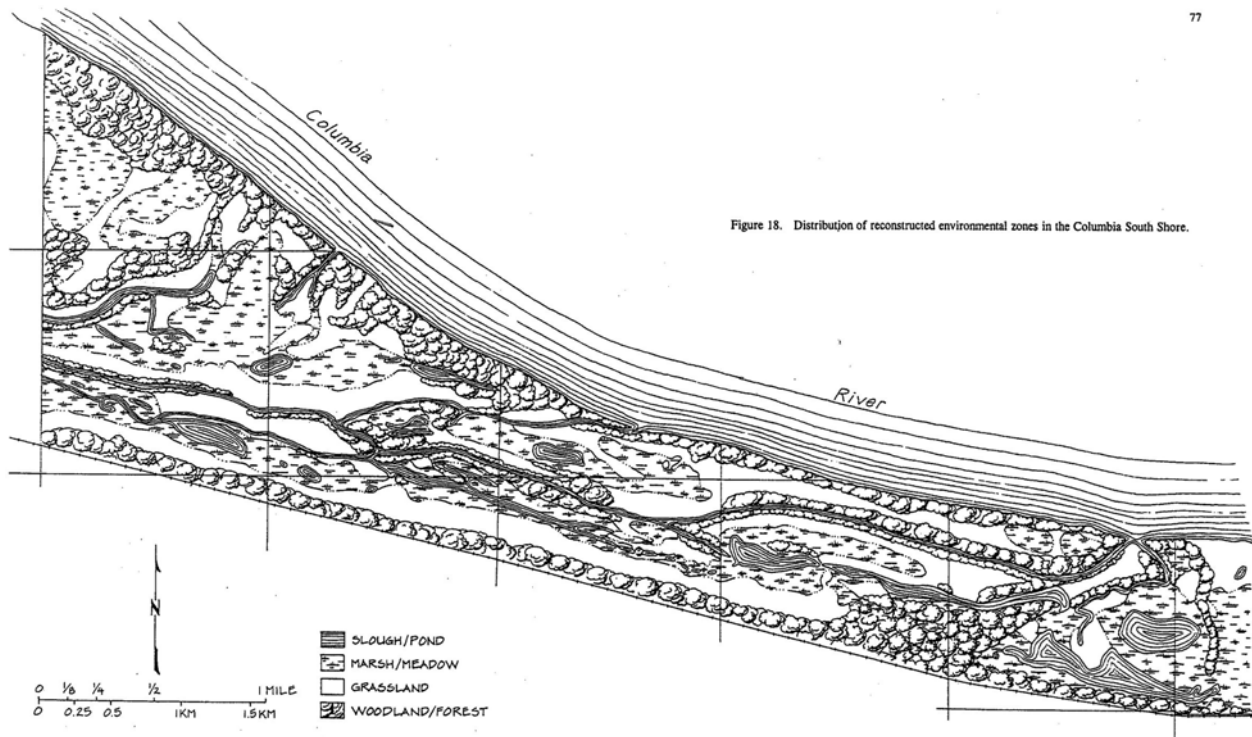 77
Columbia
River
Figure 18. Distribution of reconstructed environmental zones in the Columbia South Shore.
N
SLOUGH/POND
MARSH/MEADOW
GRASSLAND
WOODLAND/FOREST
0 1/8 1/4 1/2 1 MILE
0 0.25 0.5 1KM 1.5KM